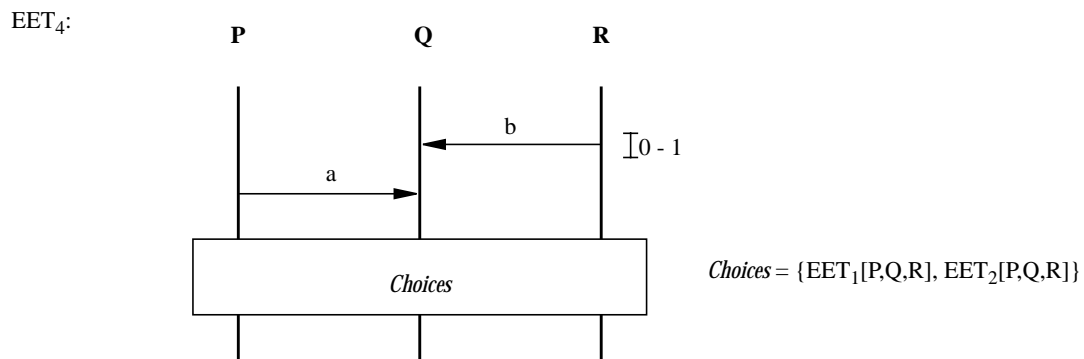 EET₄:
P Q R
b
0 - 1
a
Choices
Choices = {EET₁[P,Q,R], EET₂[P,Q,R]}